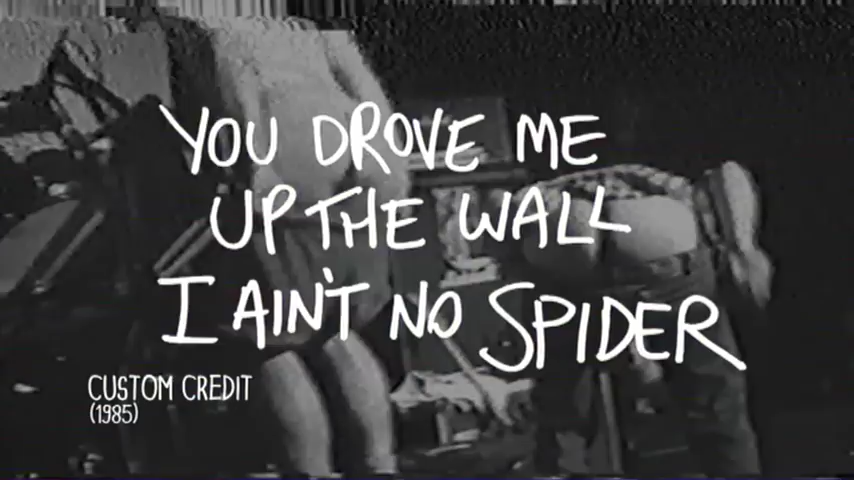 YOU DROVE ME
UP THE WALL
I AIN'T NO SPIDER
CUSTOM CREDIT
(1985)